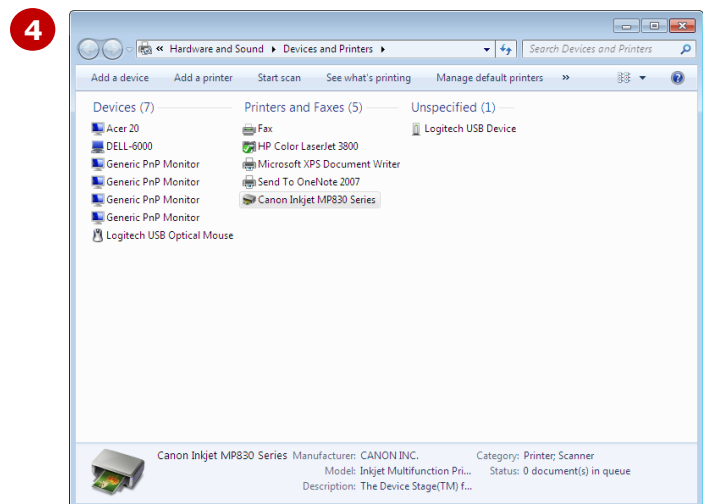 4
« Hardware and Sound ▸ Devices and Printers ▸ Search Devices and Printers
Add a device Add a printer Start scan See what's printing Manage default printers »
Devices (7)
Acer 20
DELL-6000
Generic PnP Monitor
Generic PnP Monitor
Generic PnP Monitor
Generic PnP Monitor
Logitech USB Optical Mouse
Printers and Faxes (5)
Fax
HP Color LaserJet 3800
Microsoft XPS Document Writer
Send To OneNote 2007
Canon Inkjet MP830 Series
Unspecified (1)
Logitech USB Device
Canon Inkjet MP830 Series Manufacturer: CANON INC. Category: Printer; Scanner
Model: Inkjet Multifunction Pri... Status: 0 document(s) in queue
Description: The Device Stage(TM) f...